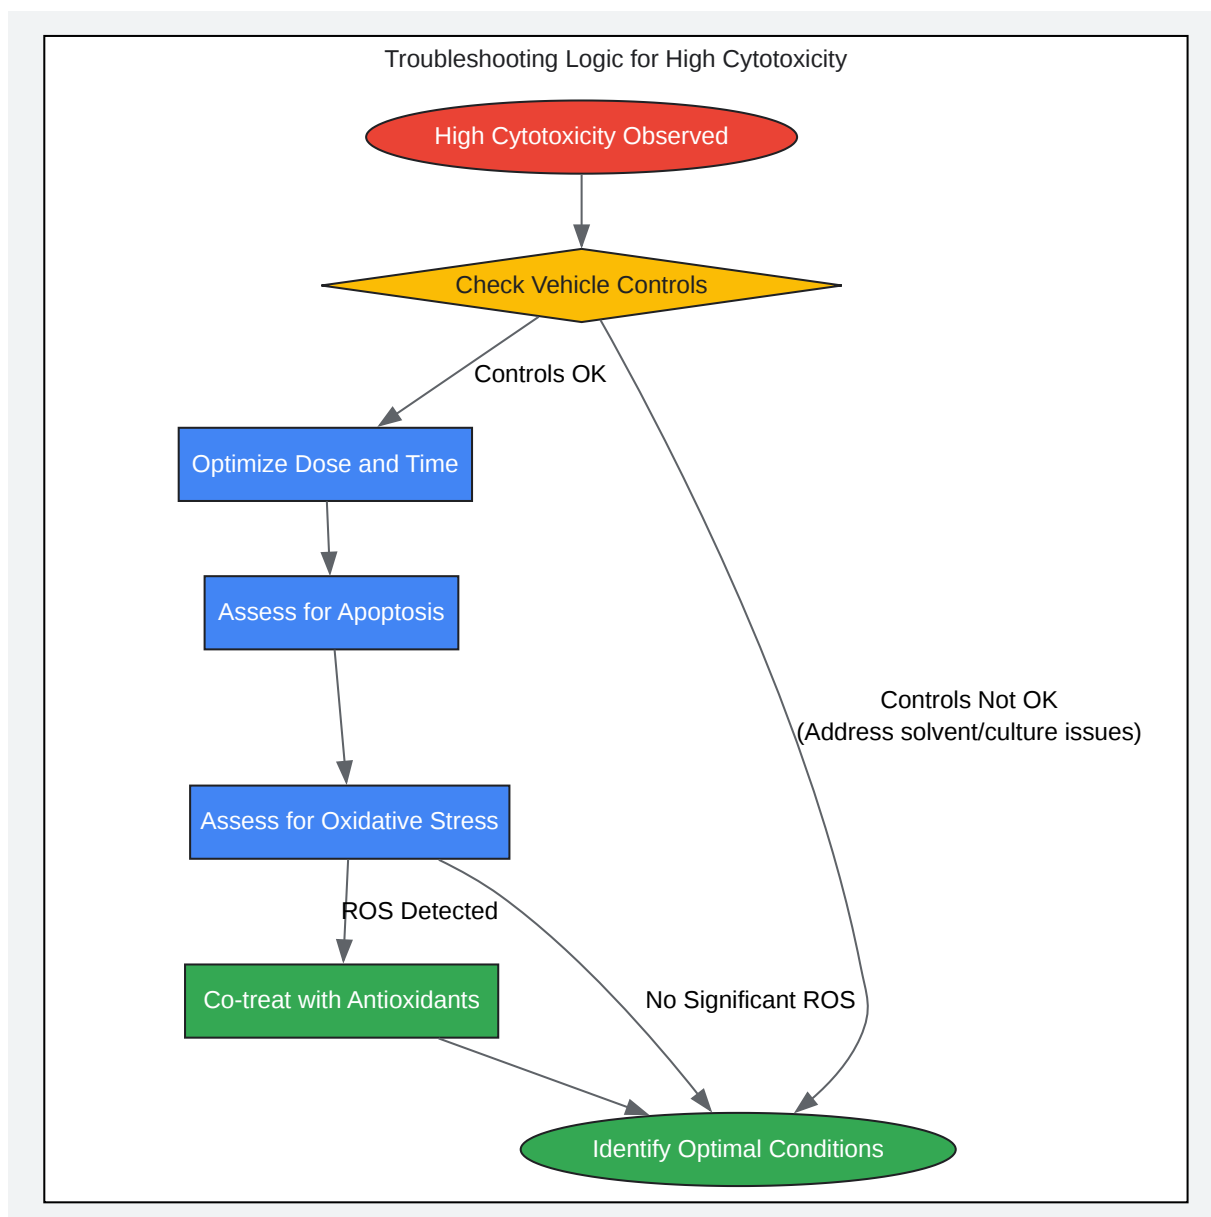 Troubleshooting Logic for High Cytotoxicity
High Cytotoxicity Observed
Check Vehicle Controls
Controls OK
Optimize Dose and Time
Assess for Apoptosis
Controls Not OK
(Address solvent/culture issues)
Assess for Oxidative Stress
ROS Detected
Co-treat with Antioxidants
No Significant ROS
Identify Optimal Conditions